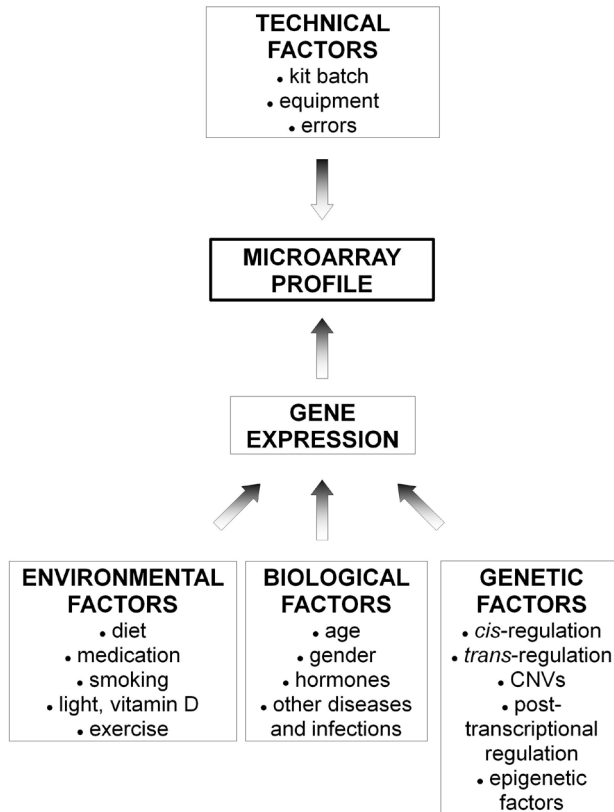 TECHNICAL
FACTORS
• kit batch
• equipment
• errors
MICROARRAY
PROFILE
GENE
EXPRESSION
ENVIRONMENTAL
FACTORS
• diet
• medication
• smoking
• light, vitamin D
• exercise
BIOLOGICAL
FACTORS
• age
• gender
• hormones
• other diseases
and infections
GENETIC
FACTORS
• cis-regulation
• trans-regulation
• CNVs
• post-
transcriptional
regulation
• epigenetic
factors